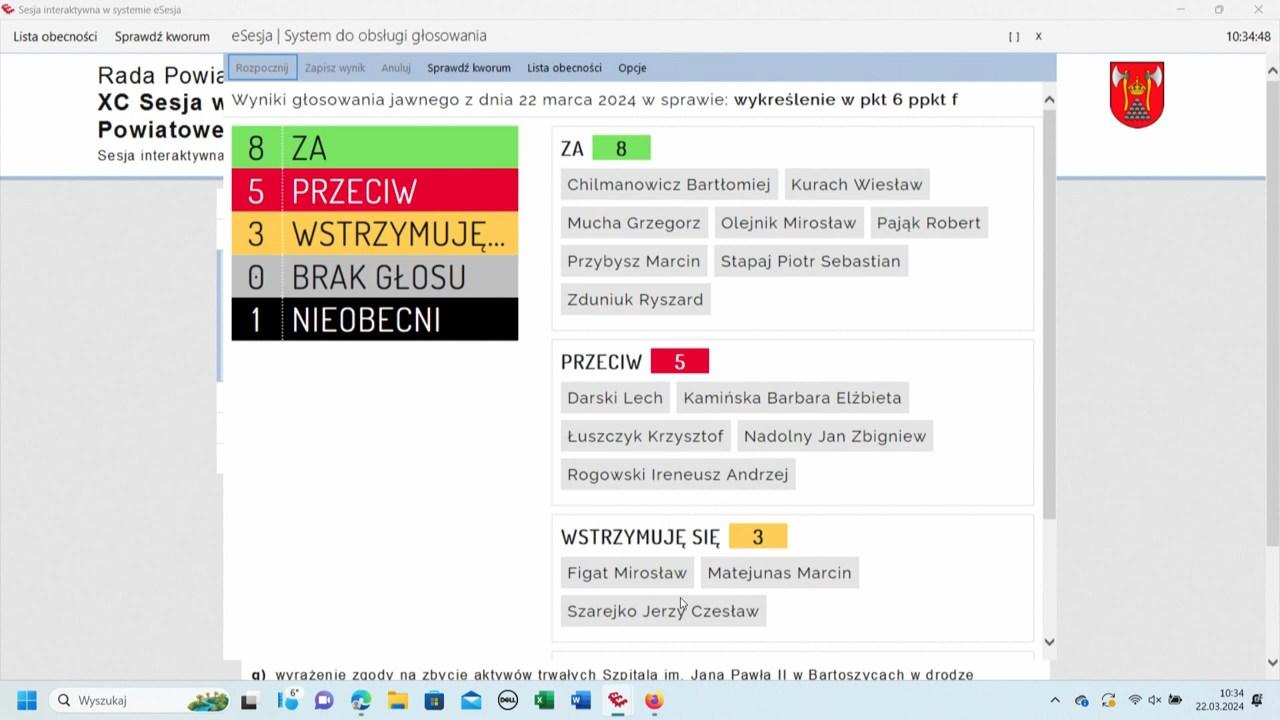 Sesja interaktywna w systemie eSesja
Lista obecności Sprawdź kworum eSesja | System do obsługi głosowania [ ] x 10:34:48
Rozpocznij Zapisz wynik Anuluj Sprawdź kworum Lista obecności Opcje
Rada Powia
XC Sesja w
Powiatowe
Sesja interaktywna
Wyniki głosowania jawnego z dnia 22 marca 2024 w sprawie: wykreślenie w pkt 6 ppkt f
8 ZA
5 PRZECIW
3 WSTRZYMUJĘ...
0 BRAK GŁOSU
1 NIEOBECNI
ZA 8
Chilmanowicz Bartłomiej Kurach Wiesław
Mucha Grzegorz Olejnik Mirosław Pająk Robert
Przybysz Marcin Stapaj Piotr Sebastian
Zduniuk Ryszard
PRZECIW 5
Darski Lech Kamińska Barbara Elżbieta
Łuszczyk Krzysztof Nadolny Jan Zbigniew
Rogowski Ireneusz Andrzej
WSTRZYMUJĘ SIĘ 3
Figat Mirosław Matejunas Marcin
Szarejko Jerzy Czesław
g) wyrażenie zgody na zbycie aktywów trwałych Szpitala im. Jana Pawła II w Bartoszycach w drodze
Wyszukaj 6° DELL 10:34
22.03.2024